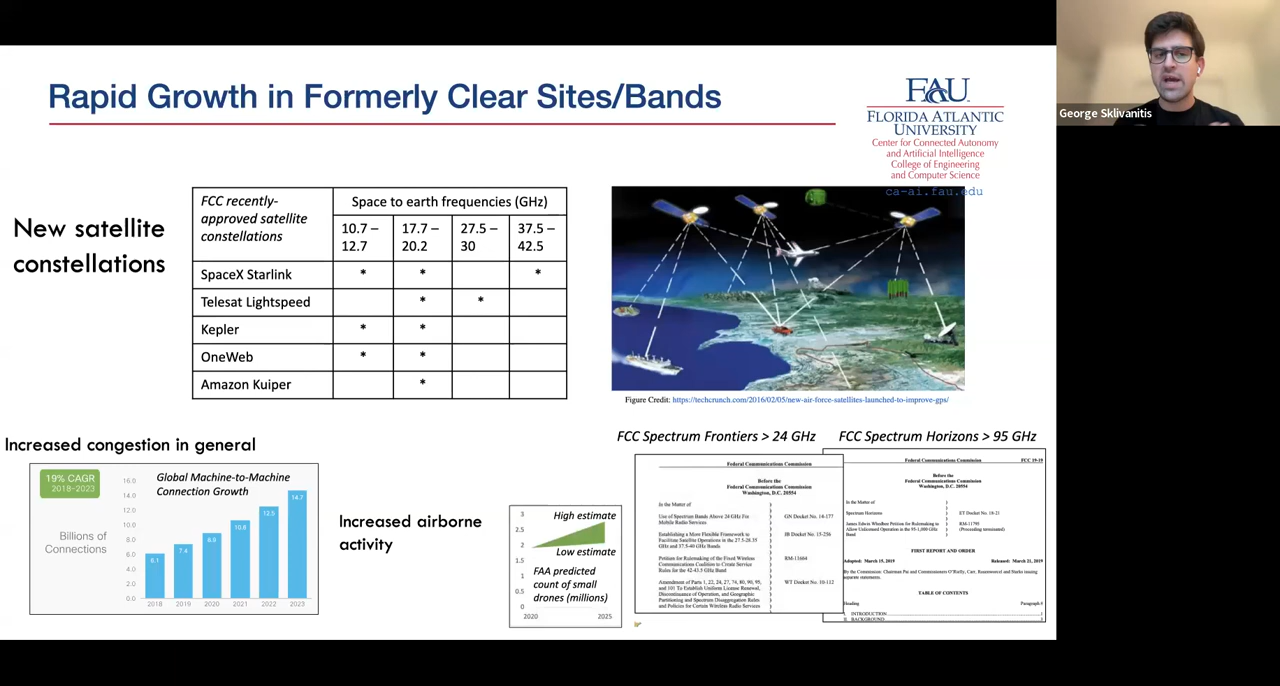 Rapid Growth in Formerly Clear Sites/Bands
FAU
FLORIDA ATLANTIC
UNIVERSITY
Center for Connected Autonomy
and Artificial Intelligence
College of Engineering
and Computer Science
ca-ai.fau.edu
George Sklivanitis
New satellite
constellations
FCC recently-
approved satellite
constellations
Space to earth frequencies (GHz)
10.7 –
12.7
17.7 –
20.2
27.5 –
30
37.5 –
42.5
SpaceX Starlink * * *
Telesat Lightspeed * *
Kepler * *
OneWeb * *
Amazon Kuiper *
Figure Credit: https://techcrunch.com/2016/02/05/new-air-force-satellites-launched-to-improve-gps/
Increased congestion in general
19% CAGR
2018–2023
Global Machine-to-Machine
Connection Growth
Billions of
Connections
16.0
14.0
12.0
10.0
8.0
6.0
4.0
2.0
0.0
6.1
7.4
10.8
12.5
14.7
2018 2019 2020 2021 2022 2023
Increased airborne
activity
3
2.5
2
1.5
1
0.5
0
High estimate
Low estimate
FAA predicted
count of small
drones (millions)
2020 2025
FCC Spectrum Frontiers > 24 GHz
FCC Spectrum Horizons > 95 GHz
Federal Communications Commission
Before the
Federal Communications Commission
Washington, D.C. 20554
In the Matter of
Use of Spectrum Bands Above 24 GHz For
Mobile Radio Services
GN Docket No. 14-177
Establishing a More Flexible Framework to
Facilitate Satellite Operations in the 27.5-28.35
GHz and 37.5-40 GHz Bands
IB Docket No. 15-256
Petition for Rulemaking of the Fixed Wireless
Communications Coalition to Create Service
Rules for the 42-43.5 GHz Band
RM-11664
Amendment of Parts 1, 22, 24, 27, 74, 80, 90, 95,
and 101 To Establish Uniform License Renewal,
Discontinuance of Operation, and Geographic
Partitioning and Spectrum Disaggregation Rules
and Policies for Certain Wireless Radio Services
WT Docket No. 10-112
Federal Communications Commission FCC 19-19
Before the
Federal Communications Commission
Washington, D.C. 20554
In the Matter of
Spectrum Horizons
ET Docket No. 18-21
James Edwin Whedbee Petition for Rulemaking to
Allow Unlicensed Operation in the 95-1,000 GHz
Band
RM-11795
(Proceeding terminated)
FIRST REPORT AND ORDER
Adopted: March 15, 2019 Released: March 21, 2019
By the Commission: Chairman Pai and Commissioners O'Rielly, Carr, Rosenworcel and Starks issuing
separate statements.
TABLE OF CONTENTS
Heading Paragraph #
I. INTRODUCTION
II. BACKGROUND